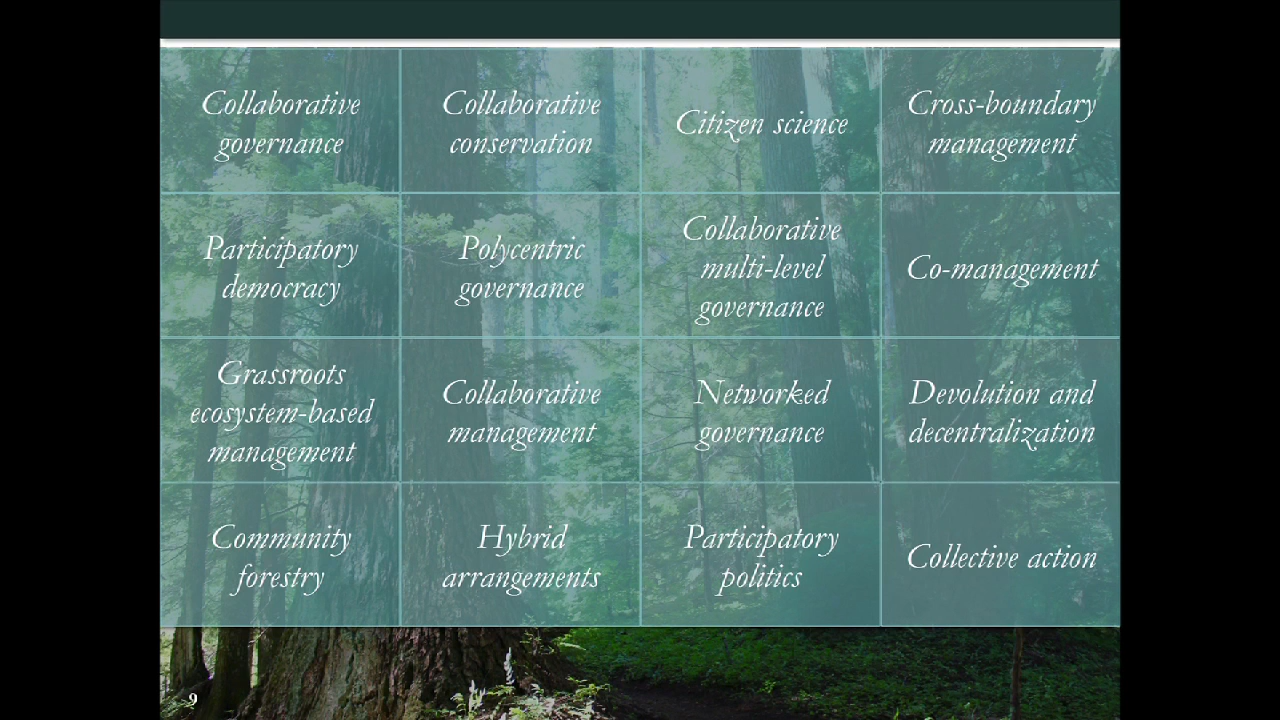 Collaborative
governance
Collaborative
conservation
Citizen science
Cross-boundary
management
Participatory
democracy
Polycentric
governance
Collaborative
multi-level
governance
Co-management
Grassroots
ecosystem-based
management
Collaborative
management
Networked
governance
Devolution and
decentralization
Community
forestry
Hybrid
arrangements
Participatory
politics
Collective action
9